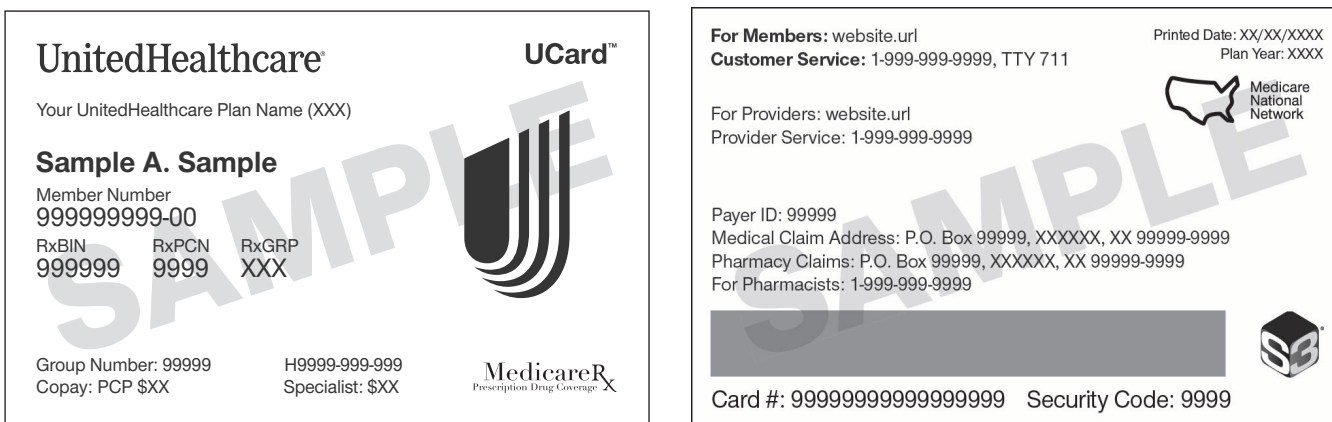 UnitedHealthcare®
UCard™
Your UnitedHealthcare Plan Name (XXX)
Sample A. Sample
Member Number
999999999-00
RxBIN RxPCN RxGRP
999999 9999 XXX
Group Number: 99999 H9999-999-999
Copay: PCP $XX Specialist: $XX
MedicareRx
Prescription Drug Coverage
SAMPLE
For Members: website.url
Customer Service: 1-999-999-9999, TTY 711
Printed Date: XX/XX/XXXX
Plan Year: XXXX
Medicare
National
Network
For Providers: website.url
Provider Service: 1-999-999-9999
Payer ID: 99999
Medical Claim Address: P.O. Box 99999, XXXXXX, XX 99999-9999
Pharmacy Claims: P.O. Box 99999, XXXXXX, XX 99999-9999
For Pharmacists: 1-999-999-9999
S3®
Card #: 99999999999999999 Security Code: 9999
SAMPLE